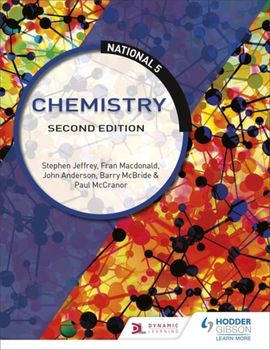 NATIONAL 5
CHEMISTRY
SECOND EDITION
Stephen Jeffrey, Fran Macdonald,
John Anderson, Barry McBride &
Paul McCranor
DYNAMIC
LEARNING
HODDER
GIBSON
LEARN MORE